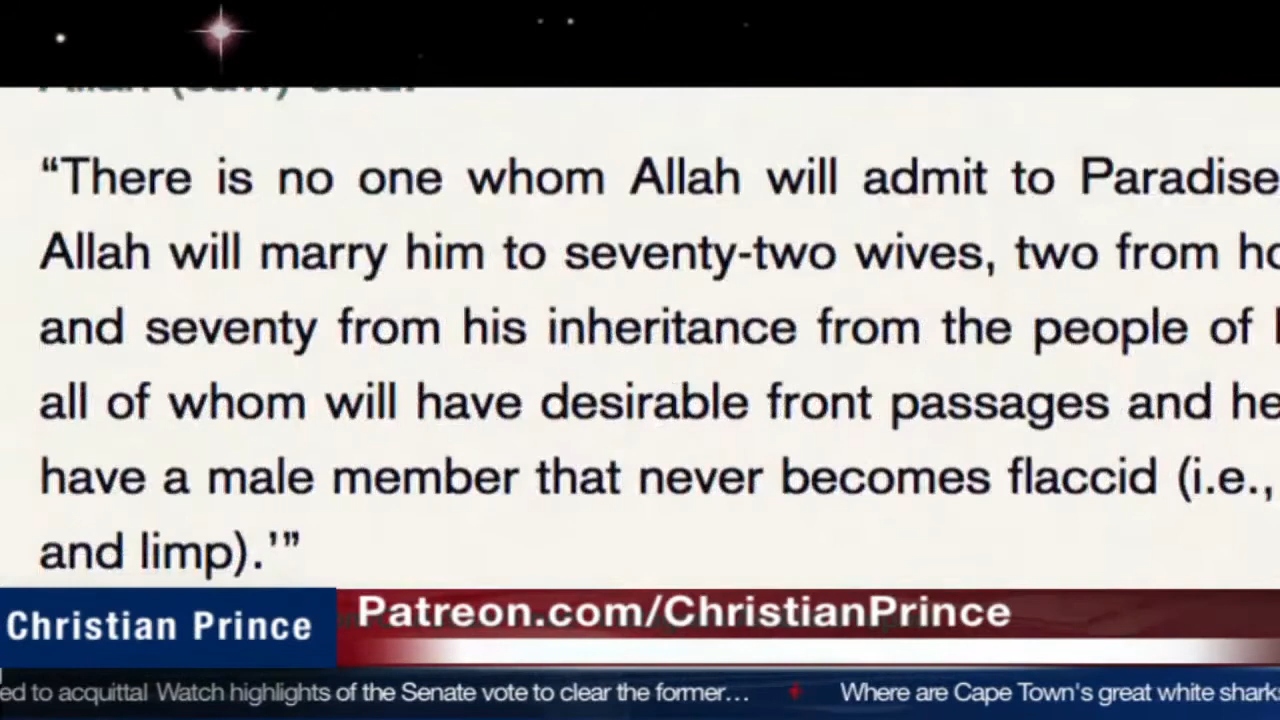 “There is no one whom Allah will admit to Paradise
Allah will marry him to seventy-two wives, two from
and seventy from his inheritance from the people of
all of whom will have desirable front passages and
have a male member that never becomes flaccid (i.e.,
and limp).’”
Christian Prince
Patreon.com/ChristianPrince
to acquittal Watch highlights of the Senate vote to clear the former…
Where are Cape Town's great white sharks